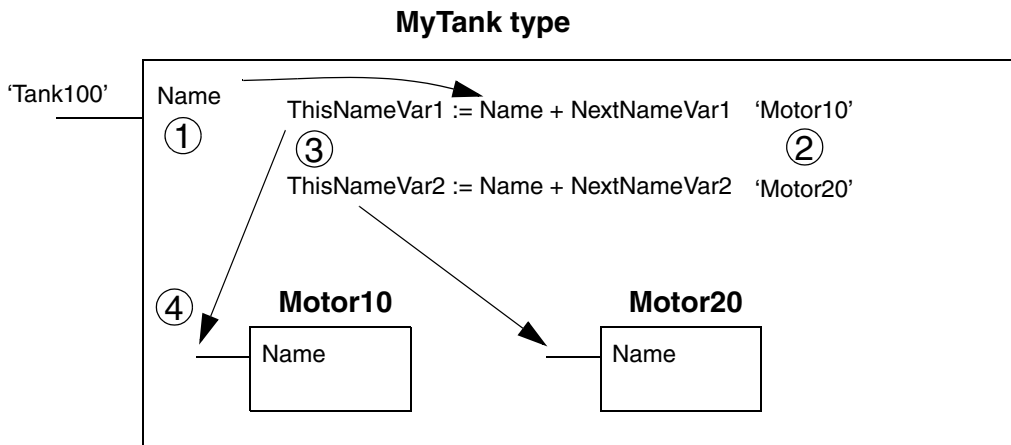 MyTank type
‘Tank100’
Name
1
ThisNameVar1 := Name + NextNameVar1 ‘Motor10’
3
2
ThisNameVar2 := Name + NextNameVar2 ‘Motor20’
4
Motor10
Motor20
Name
Name